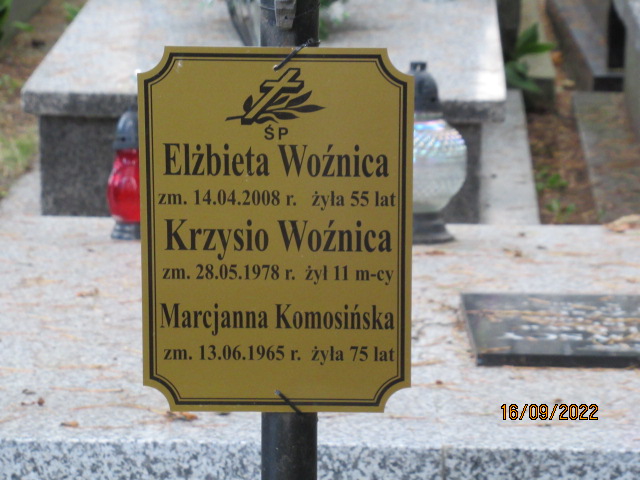 ŚP
Elżbieta Woźnica
zm. 14.04.2008 r. żyła 55 lat
Krzysio Woźnica
zm. 28.05.1978 r. żył 11 m-cy
Marcjanna Komosińska
zm. 13.06.1965 r. żyła 75 lat
16/09/2022